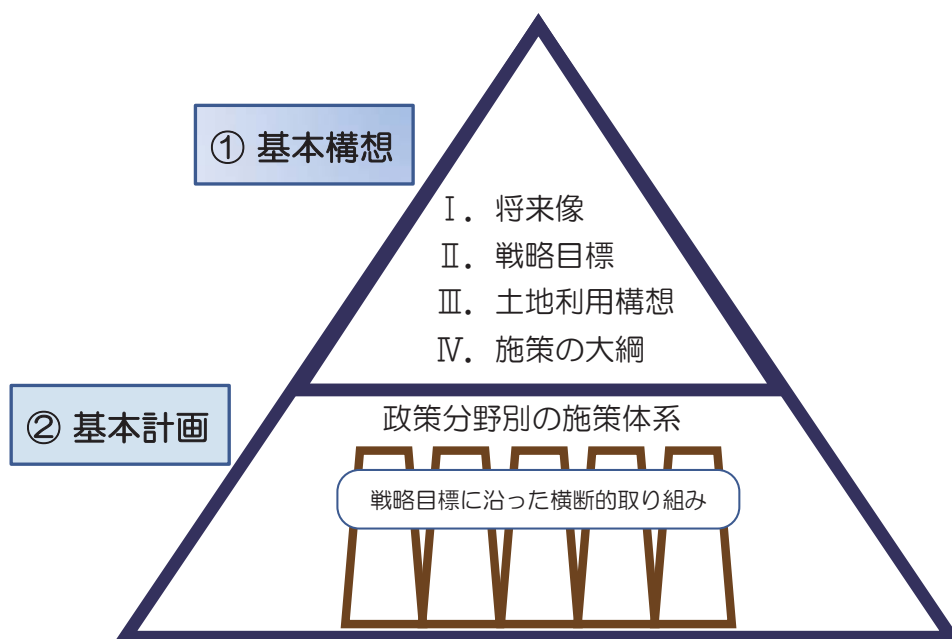 ① 基本構想
Ⅰ．将来像
Ⅱ．戦略目標
Ⅲ．土地利用構想
Ⅳ．施策の大綱
② 基本計画
政策分野別の施策体系
戦略目標に沿った横断的取り組み